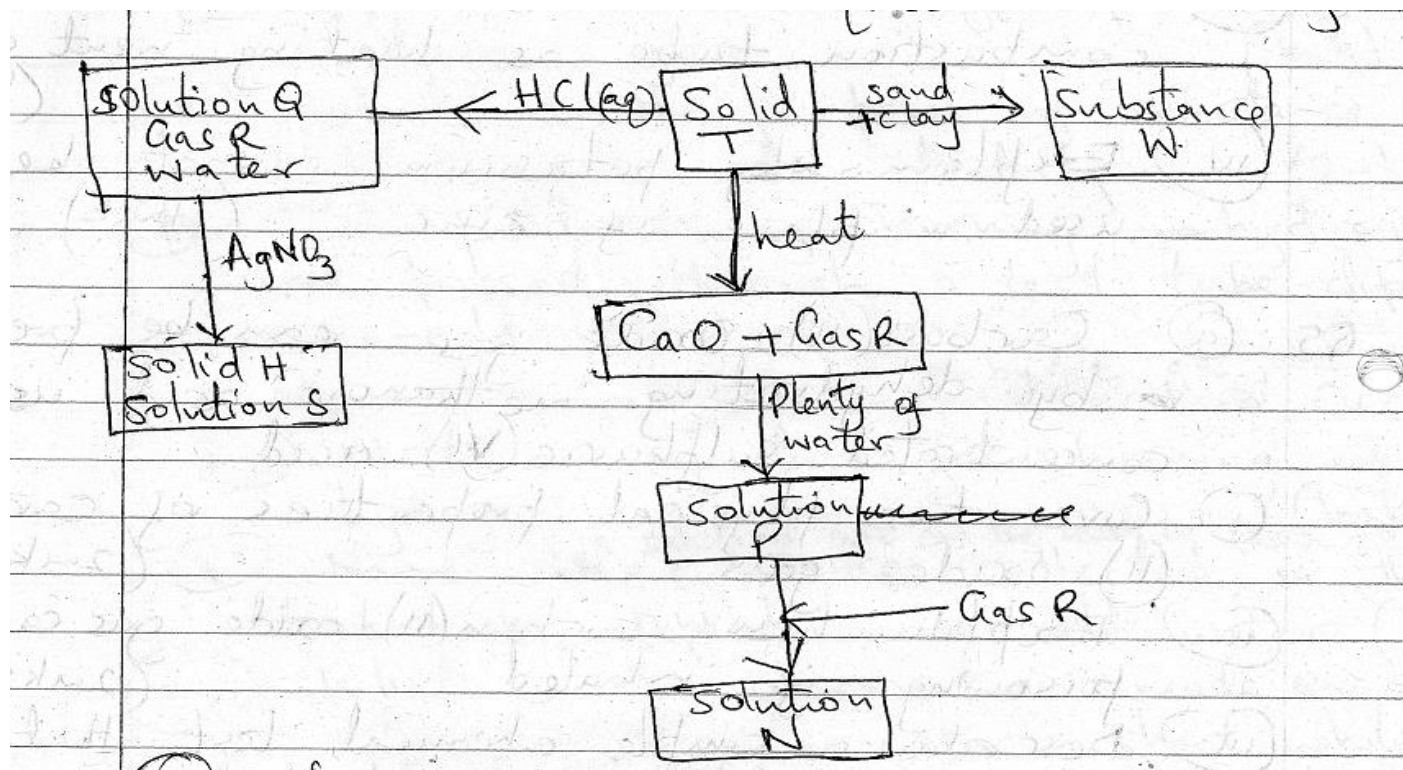 Solution Q
Gas R
water
HCl(aq)
Solid
T
sand
+clay
Substance
W.
AgNO3
heat
Solid H
Solution S
CaO + Gas R
Plenty of
water
Solution
P
Gas R
Solution
N